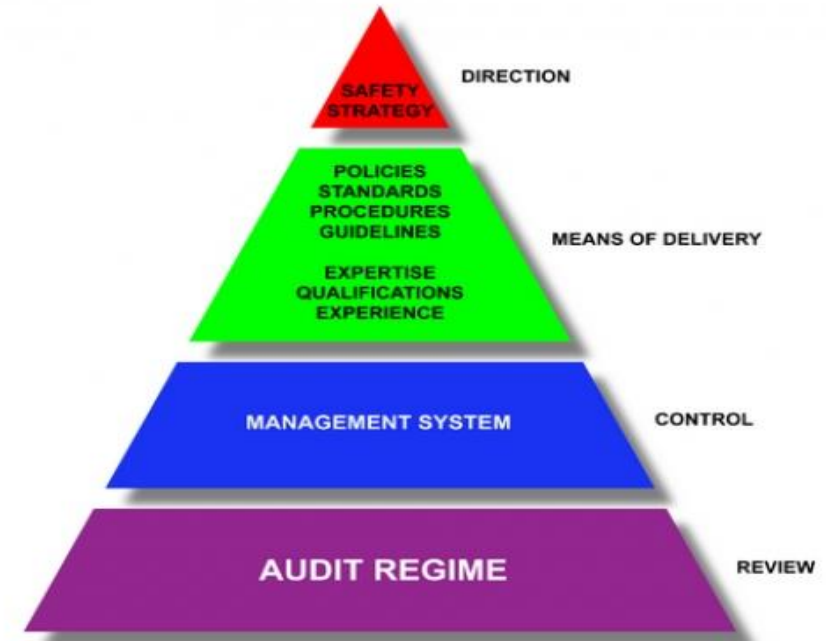 SAFETY
STRATEGY
DIRECTION
POLICIES
STANDARDS
PROCEDURES
GUIDELINES
EXPERTISE
QUALIFICATIONS
EXPERIENCE
MEANS OF DELIVERY
MANAGEMENT SYSTEM
CONTROL
AUDIT REGIME
REVIEW